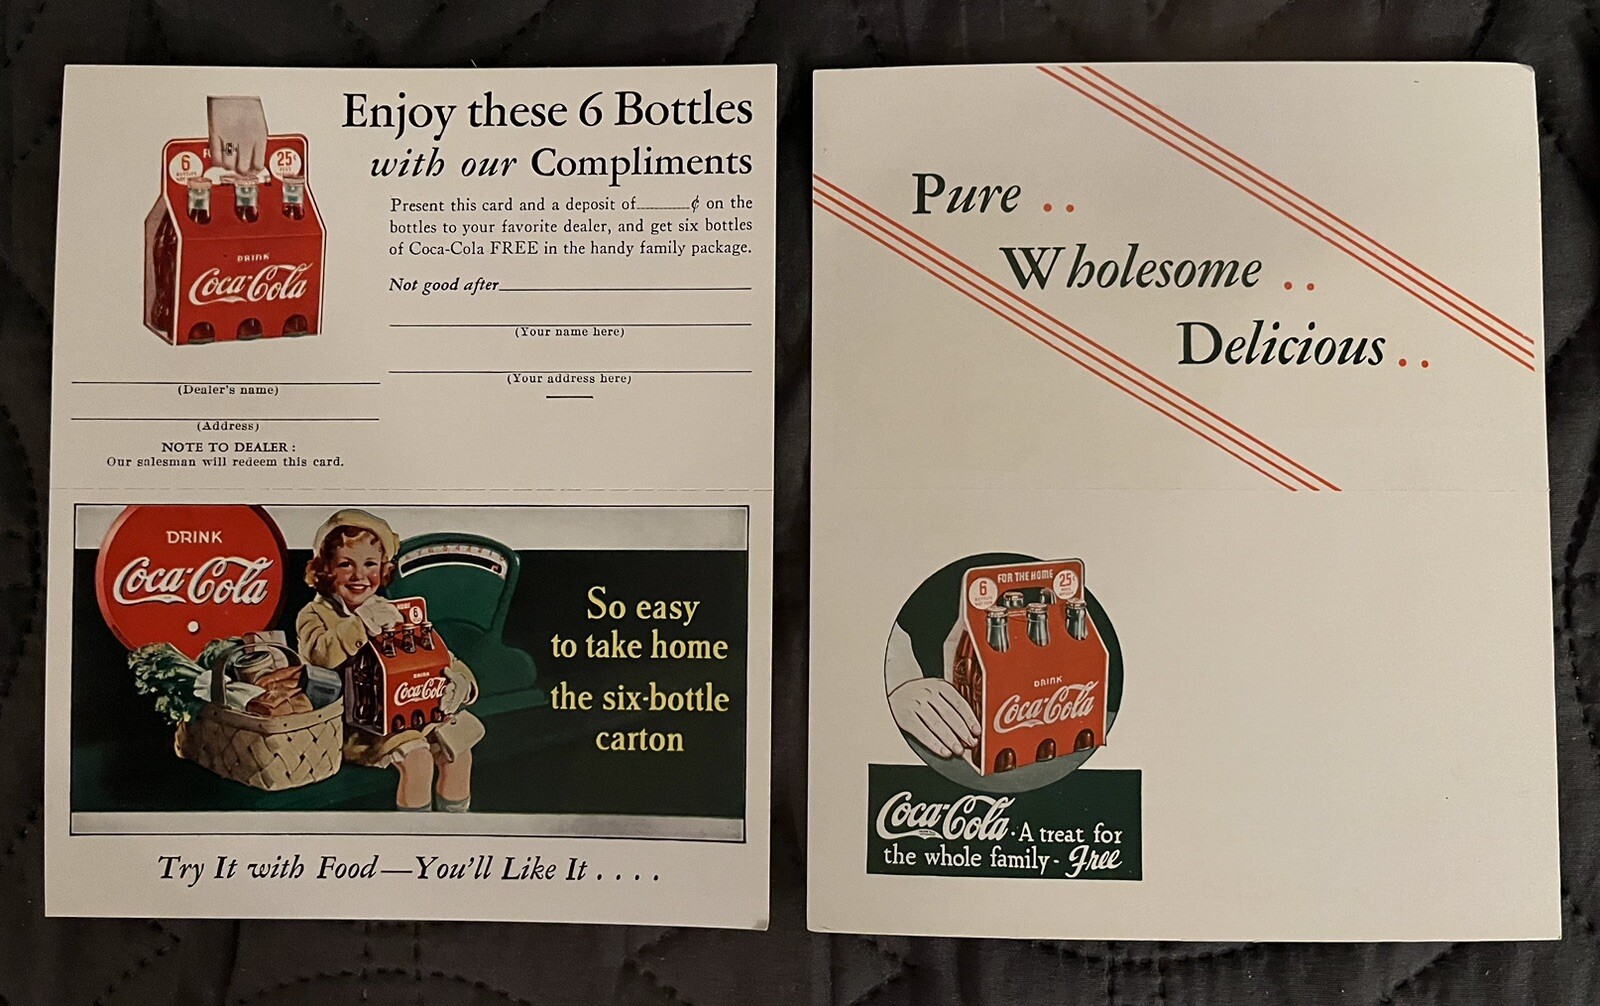 Enjoy these 6 Bottles
with our Compliments
Present this card and a deposit of________¢ on the
bottles to your favorite dealer, and get six bottles
of Coca-Cola FREE in the handy family package.
Not good after
(Your name here)
(Your address here)
6
25¢
DRINK
Coca-Cola
(Dealer's name)
(Address)
NOTE TO DEALER :
Our salesman will redeem this card.
DRINK
Coca-Cola
6
DRINK
Coca-Cola
So easy
to take home
the six-bottle
carton
Try It with Food—You'll Like It . . . .
Pure . .
Wholesome . .
Delicious . .
FOR THE HOME
6
25¢
DRINK
Coca-Cola
Coca-Cola · A treat for
the whole family - Free